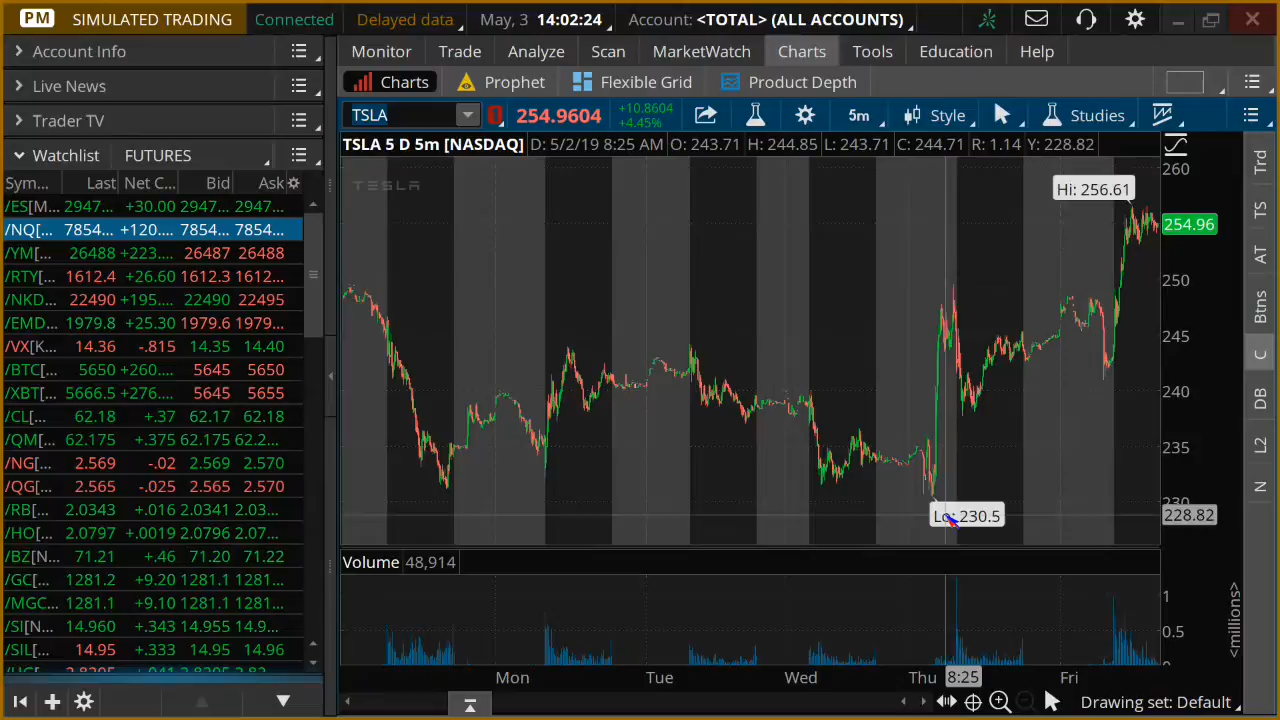 PM SIMULATED TRADING Connected Delayed data May, 3 14:02:24 Account: <TOTAL> (ALL ACCOUNTS)
Account Info
Live News
Trader TV
Watchlist FUTURES
Sym... Last Net C... Bid Ask
/ES[M... 2947... +30.00 2947... 2947...
/NQ[... 7854... +120.... 7854... 7854...
/YM[... 26488 +223.... 26487 26488
/RTY[... 1612.4 +26.60 1612.3 1612...
/NKD... 22490 +195.... 22490 22495
/EMD... 1979.8 +25.30 1979.6 1979...
/VX[K... 14.36 -.815 14.35 14.40
/BTC[... 5650 +260.... 5645 5650
/XBT[... 5666.5 +276.... 5645 5655
/CL[... 62.18 +.37 62.17 62.18
/QM[... 62.175 +.375 62.175 62.2...
/NG[... 2.569 -.02 2.569 2.570
/QG[... 2.565 -.025 2.565 2.570
/RB[... 2.0343 +.016 2.0341 2.03...
/HO[... 2.0797 +.0019 2.0796 2.07...
/BZ[N... 71.21 +.46 71.20 71.22
/GC[... 1281.2 +9.20 1281.1 1281...
/MGC... 1281.1 +9.10 1281.1 1281...
/SI[N... 14.960 +.343 14.955 14.9...
/SIL[... 14.95 +.333 14.95 14.96
Monitor Trade Analyze Scan MarketWatch Charts Tools Education Help
Charts Prophet Flexible Grid Product Depth
TSLA 254.9604 +10.8604 +4.45% 5m Style Studies
TSLA 5 D 5m [NASDAQ] D: 5/2/19 8:25 AM O: 243.71 H: 244.85 L: 243.71 C: 244.71 R: 1.14 Y: 228.82
TESLA
Hi: 256.61
Lo: 230.5
260
254.96
250
245
240
235
230
228.82
Volume 48,914
1
0.5
0
<millions>
Mon Tue Wed Thu 8:25 Fri
Drawing set: Default
Trd
TS
AT
Btns
C
DB
L2
N